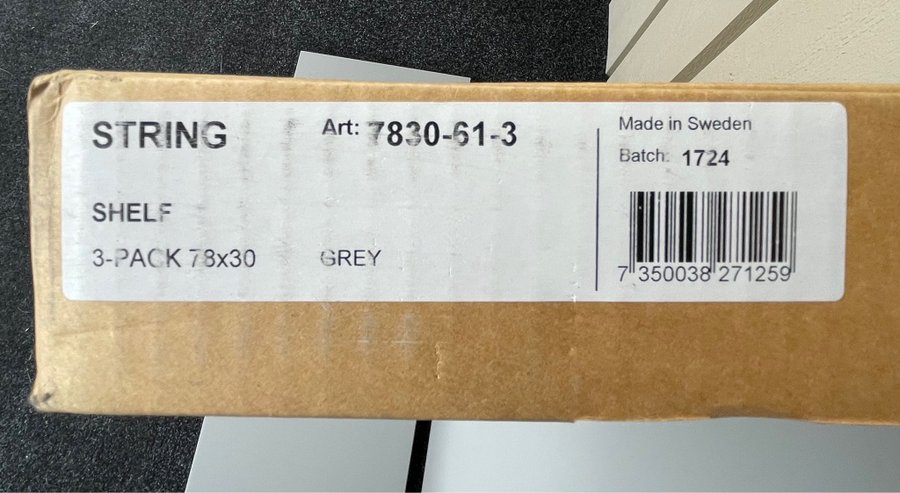 STRING
Art: 7830-61-3
SHELF
3-PACK 78x30 GREY
Made in Sweden
Batch: 1724
7 350038 271259